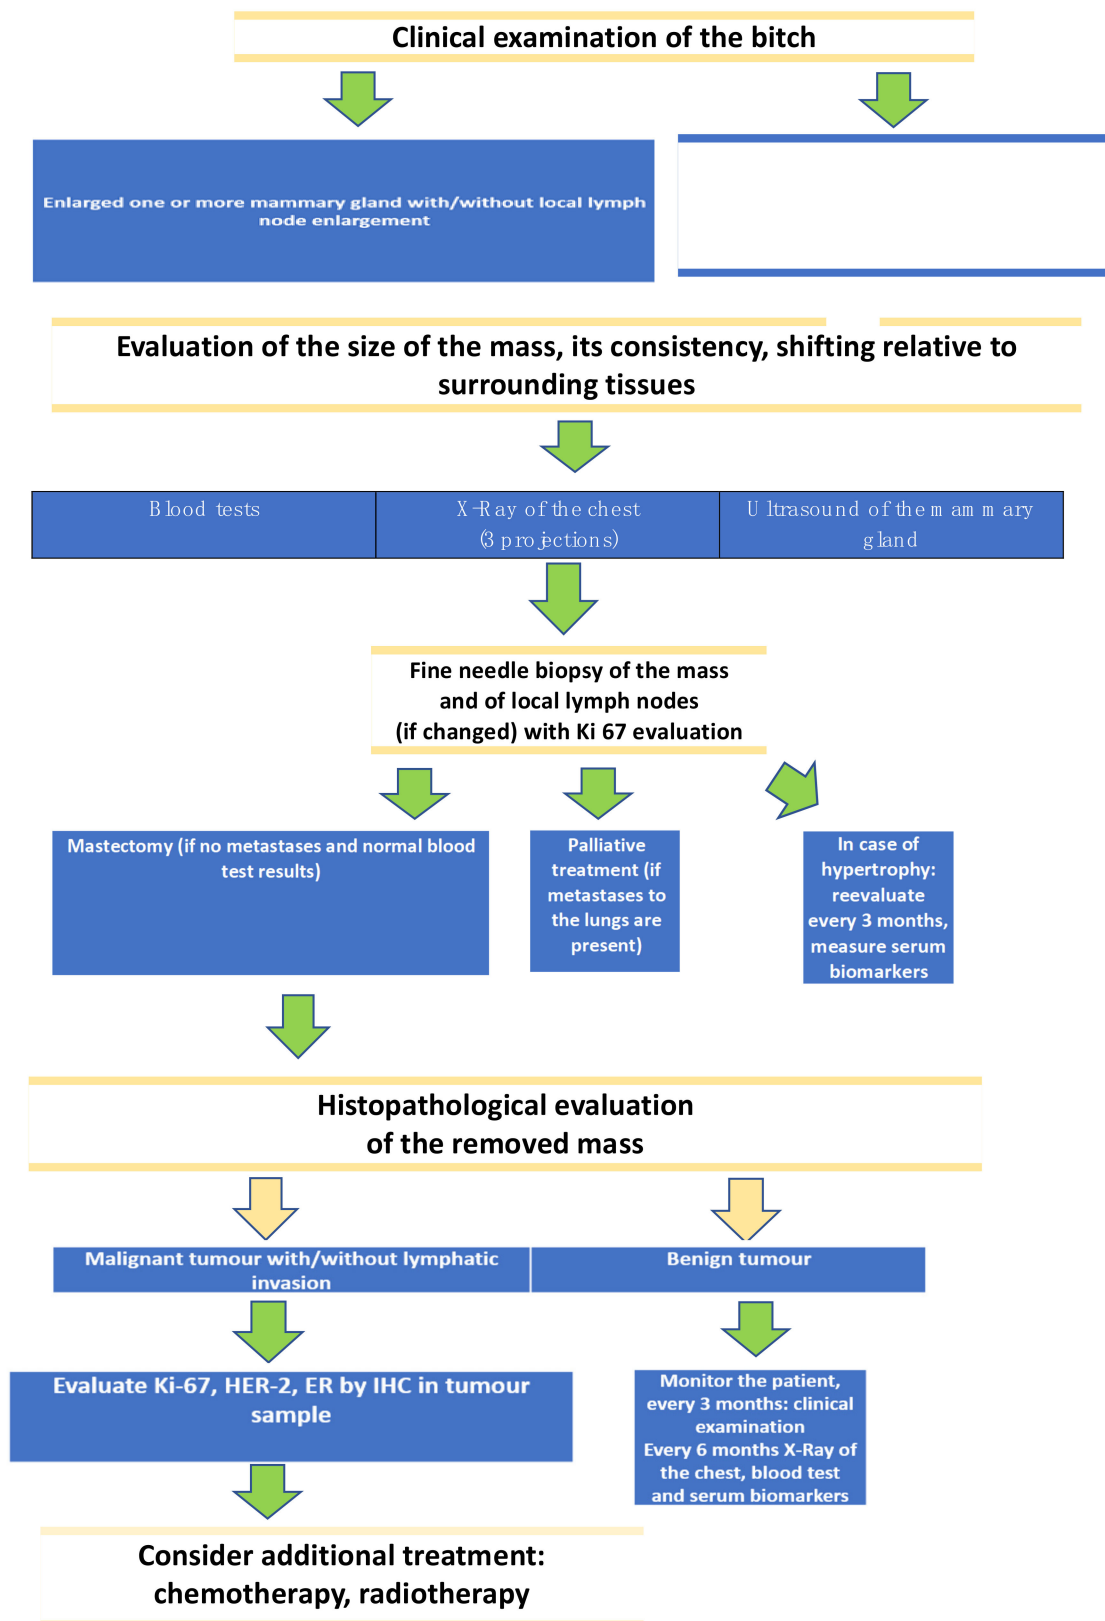 Clinical examination of the bitch
Enlarged one or more mammary gland with/without local lymph
node enlargement
Evaluation of the size of the mass, its consistency, shifting relative to
surrounding tissues
Blood tests
X-Ray of the chest
(3 projections)
Ultrasound of the mammary
gland
Fine needle biopsy of the mass
and of local lymph nodes
(if changed) with Ki 67 evaluation
Mastectomy (if no metastases and normal blood
test results)
Palliative
treatment (if
metastases to
the lungs are
present)
In case of
hypertrophy:
reevaluate
every 3 months,
measure serum
biomarkers
Histopathological evaluation
of the removed mass
Malignant tumour with/without lymphatic
invasion
Benign tumour
Evaluate Ki-67, HER-2, ER by IHC in tumour
sample
Monitor the patient,
every 3 months: clinical
examination
Every 6 months X-Ray of
the chest, blood test
and serum biomarkers
Consider additional treatment:
chemotherapy, radiotherapy